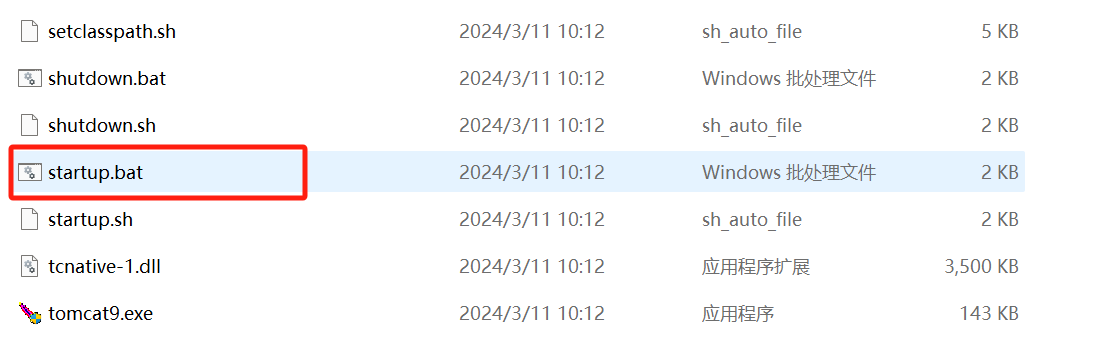 setclasspath.sh 2024/3/11 10:12 sh_auto_file 5 KB
shutdown.bat 2024/3/11 10:12 Windows 批处理文件 2 KB
shutdown.sh 2024/3/11 10:12 sh_auto_file 2 KB
startup.bat 2024/3/11 10:12 Windows 批处理文件 2 KB
startup.sh 2024/3/11 10:12 sh_auto_file 2 KB
tcnative-1.dll 2024/3/11 10:12 应用程序扩展 3,500 KB
tomcat9.exe 2024/3/11 10:12 应用程序 143 KB